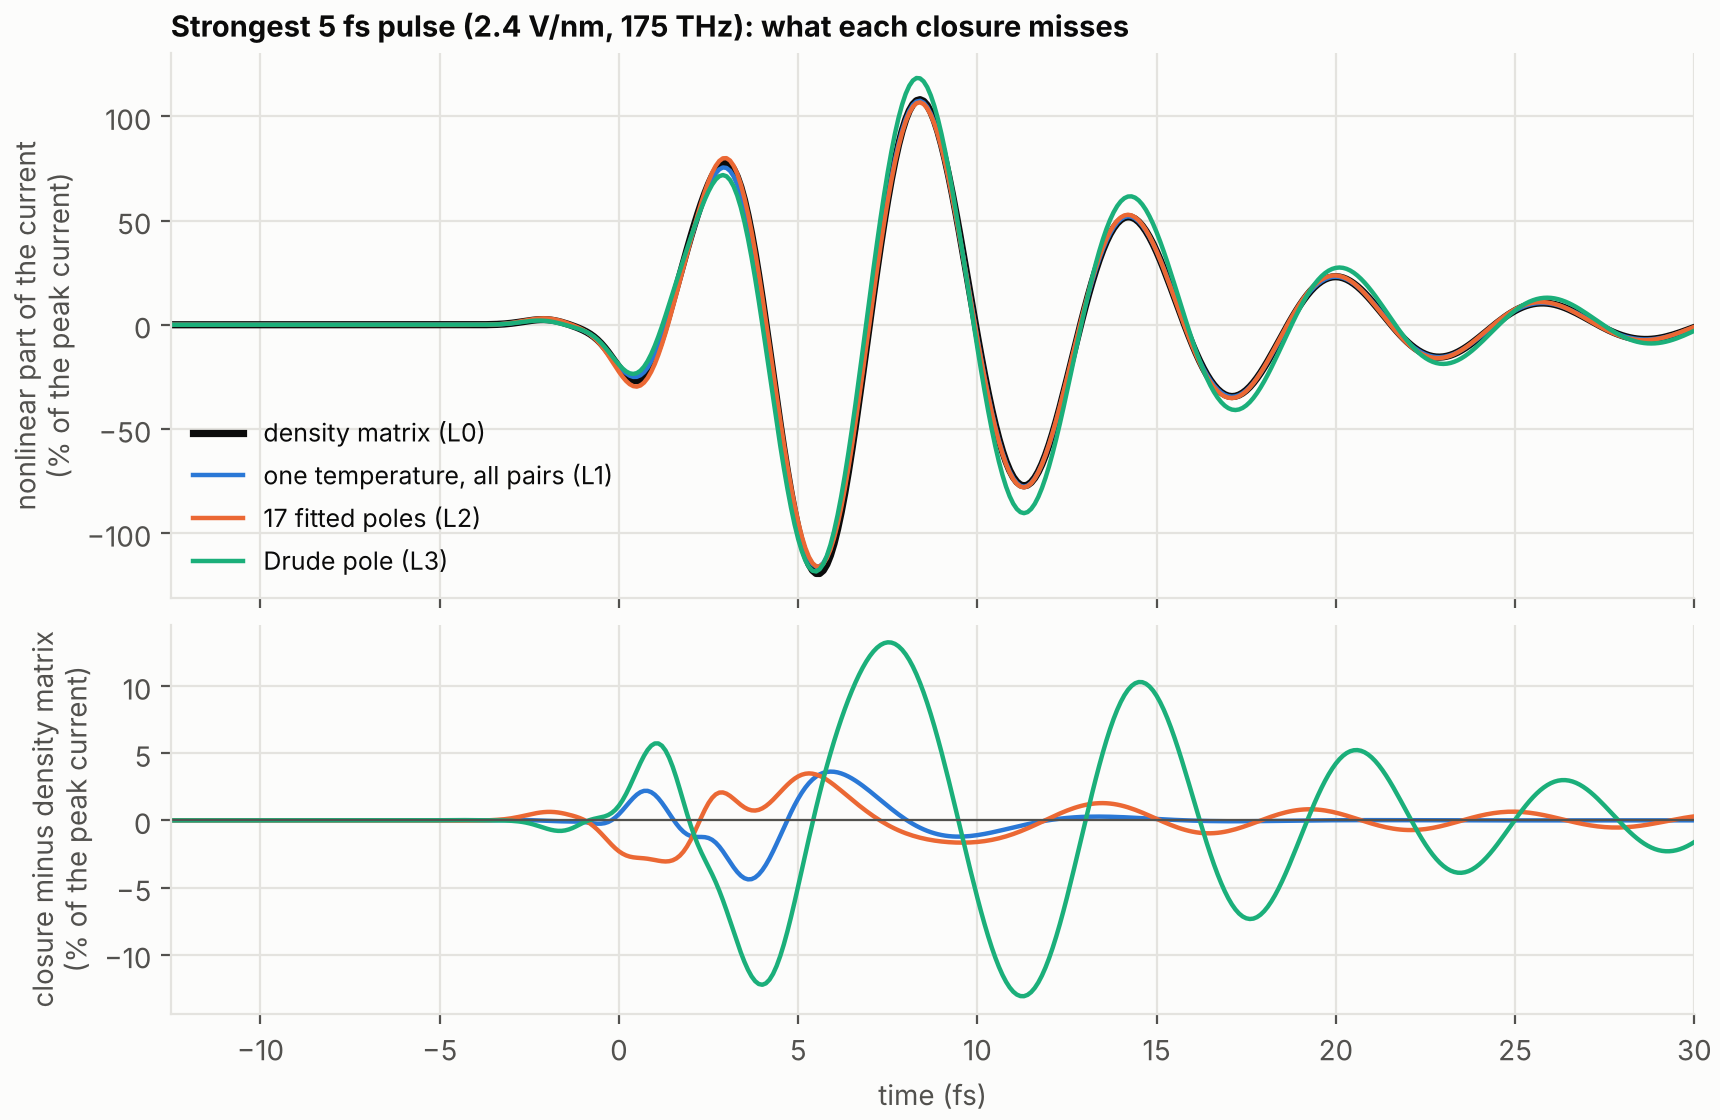 Strongest 5 fs pulse (2.4 V/nm, 175 THz): what each closure misses
nonlinear part of the current
(% of the peak current)
100
50
0
−50
−100
density matrix (L0)
one temperature, all pairs (L1)
17 fitted poles (L2)
Drude pole (L3)
closure minus density matrix
(% of the peak current)
10
5
0
−5
−10
−10 −5 0 5 10 15 20 25 30
time (fs)